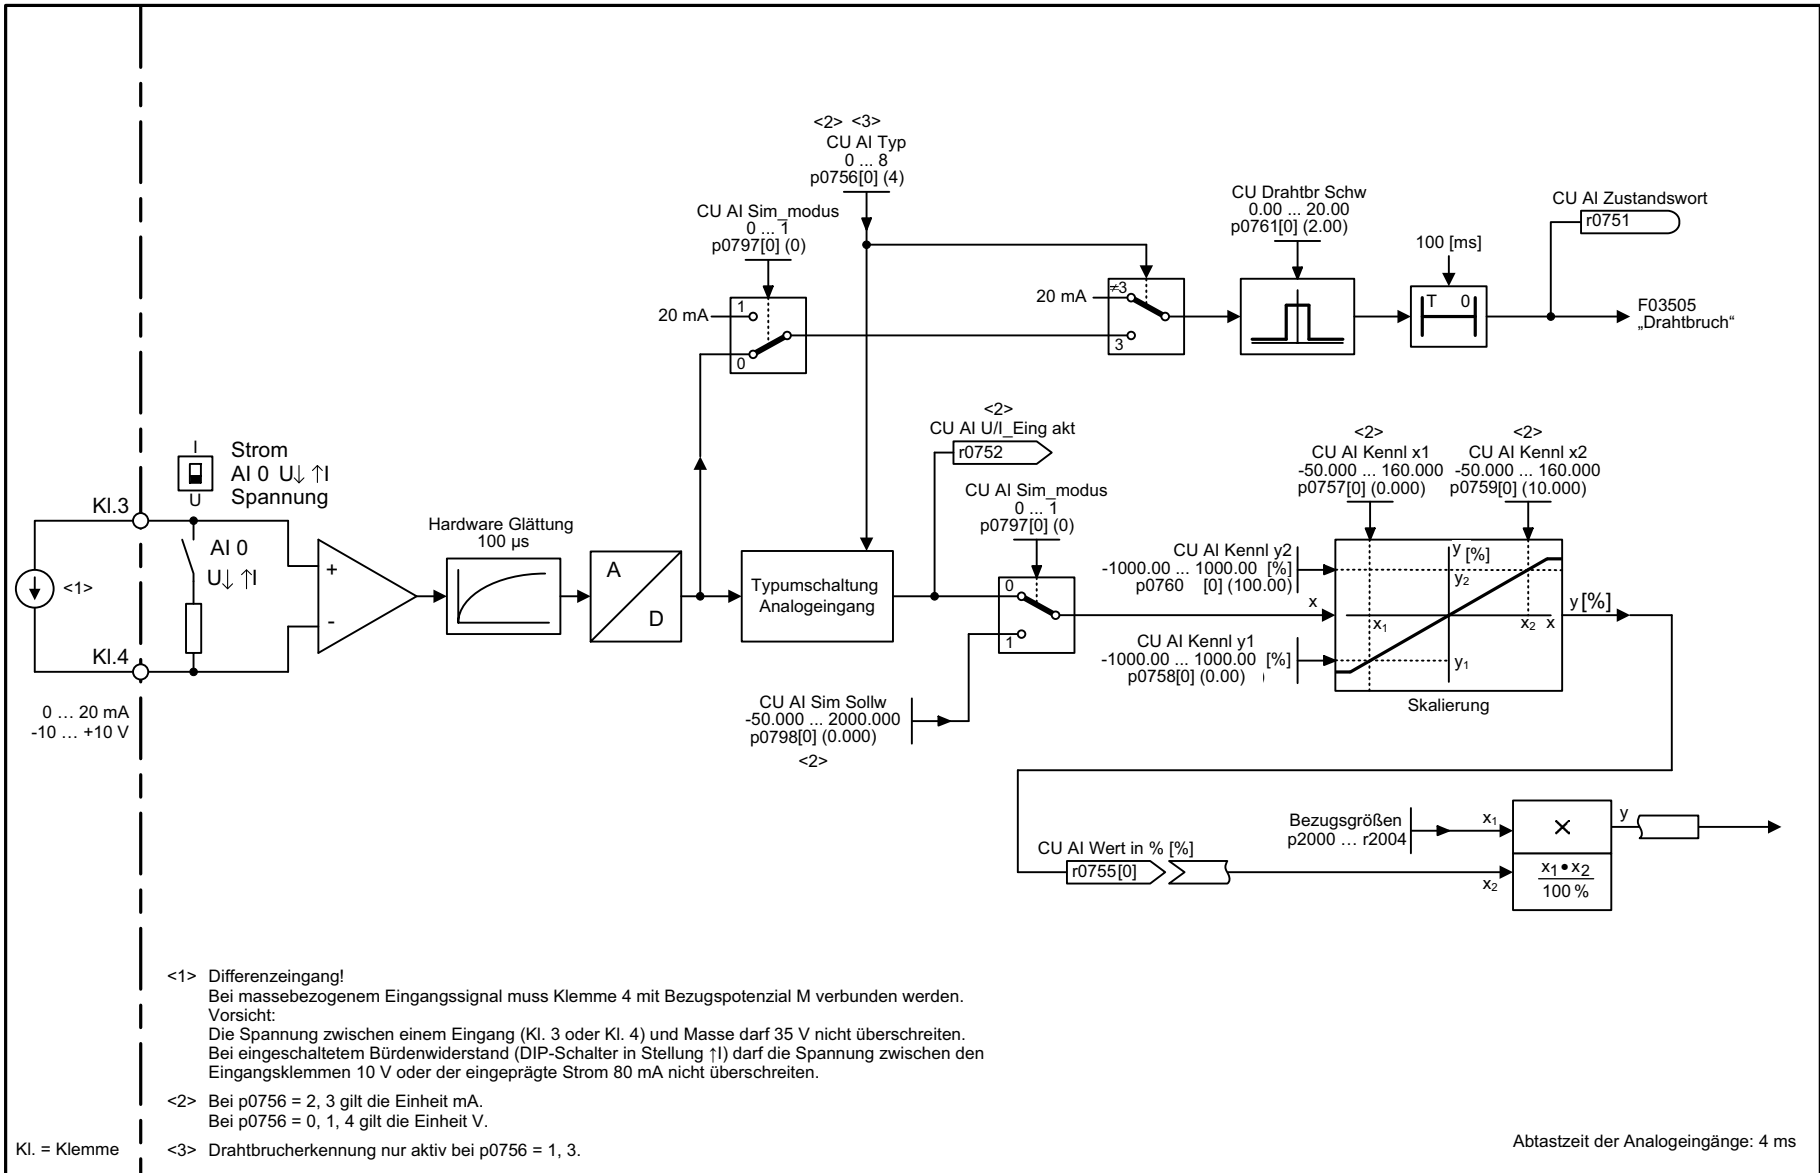 <2> <3>
CU AI Typ
0 ... 8
p0756[0] (4)
CU AI Sim_modus
0 ... 1
p0797[0] (0)
20 mA
1
0
20 mA
≠3
3
CU Drahtbr Schw
0.00 ... 20.00
p0761[0] (2.00)
100 [ms]
T 0
CU AI Zustandswort
r0751
F03505
„Drahtbruch“
I
U
Strom
AI 0 U↓ ↑I
Spannung
Kl.3
AI 0
U↓ ↑I
<1>
Kl.4
0 … 20 mA
-10 … +10 V
+
-
Hardware Glättung
100 µs
A
D
Typumschaltung
Analogeingang
<2>
CU AI U/I_Eing akt
r0752
CU AI Sim_modus
0 ... 1
p0797[0] (0)
0
1
CU AI Sim Sollw
-50.000 ... 2000.000
p0798[0] (0.000)
<2>
<2>
CU AI Kennl x1
-50.000 ... 160.000
p0757[0] (0.000)
<2>
CU AI Kennl x2
-50.000 ... 160.000
p0759[0] (10.000)
CU AI Kennl y2
-1000.00 ... 1000.00 [%]
p0760 [0] (100.00)
x
CU AI Kennl y1
-1000.00 ... 1000.00 [%]
p0758[0] (0.00) )
y [%]
y2
x1
x2 x
y1
y [%]
Skalierung
Bezugsgrößen
p2000 … r2004
x1
CU AI Wert in % [%]
r0755[0]
x2
×
x1•x2
100 %
y
<1> Differenzeingang!
Bei massebezogenem Eingangssignal muss Klemme 4 mit Bezugspotenzial M verbunden werden.
Vorsicht:
Die Spannung zwischen einem Eingang (Kl. 3 oder Kl. 4) und Masse darf 35 V nicht überschreiten.
Bei eingeschaltetem Bürdenwiderstand (DIP-Schalter in Stellung ↑I) darf die Spannung zwischen den
Eingangsklemmen 10 V oder der eingeprägte Strom 80 mA nicht überschreiten.
<2> Bei p0756 = 2, 3 gilt die Einheit mA.
Bei p0756 = 0, 1, 4 gilt die Einheit V.
Kl. = Klemme
<3> Drahtbrucherkennung nur aktiv bei p0756 = 1, 3.
Abtastzeit der Analogeingänge: 4 ms